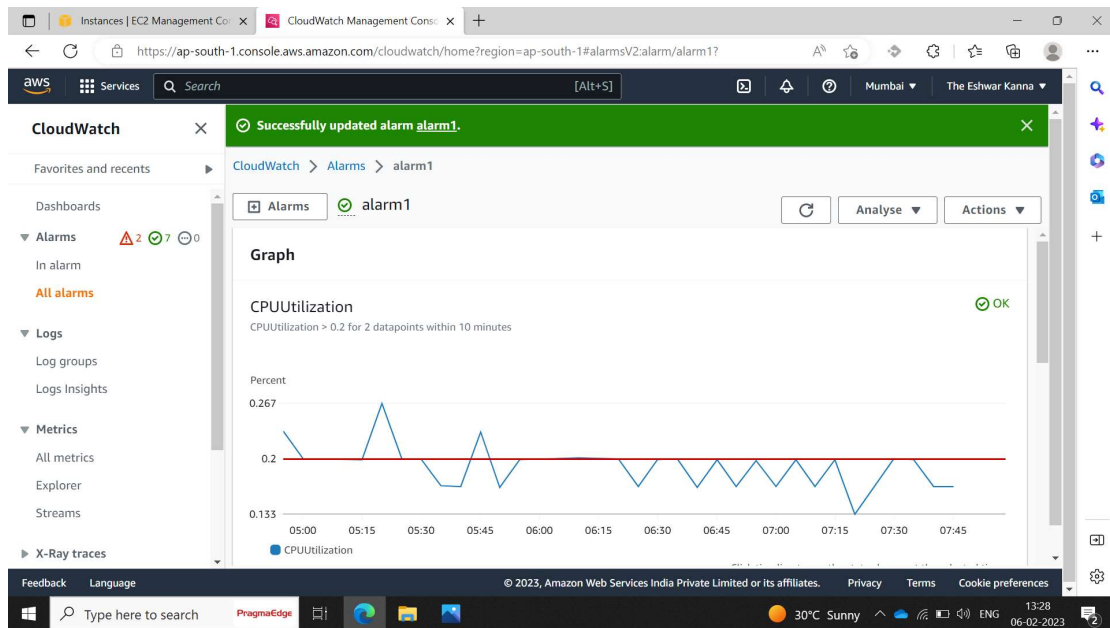 Instances | EC2 Management Co
CloudWatch Management Cons
https://ap-south-1.console.aws.amazon.com/cloudwatch/home?region=ap-south-1#alarmsV2:alarm/alarm1?
aws Services Search [Alt+S] Mumbai The Eshwar Kanna
CloudWatch
Successfully updated alarm alarm1.
Favorites and recents
CloudWatch > Alarms > alarm1
Dashboards
Alarms 2 7 0
In alarm
All alarms
Logs
Log groups
Logs Insights
Metrics
All metrics
Explorer
Streams
X-Ray traces
Alarms alarm1 Analyse Actions
Graph
CPUUtilization OK
CPUUtilization > 0.2 for 2 datapoints within 10 minutes
Percent
0.267
0.2
0.133
05:00 05:15 05:30 05:45 06:00 06:15 06:30 06:45 07:00 07:15 07:30 07:45
CPUUtilization
Feedback Language © 2023, Amazon Web Services India Private Limited or its affiliates. Privacy Terms Cookie preferences
Type here to search PragmaEdge 30°C Sunny ENG 13:28
06-02-2023
2